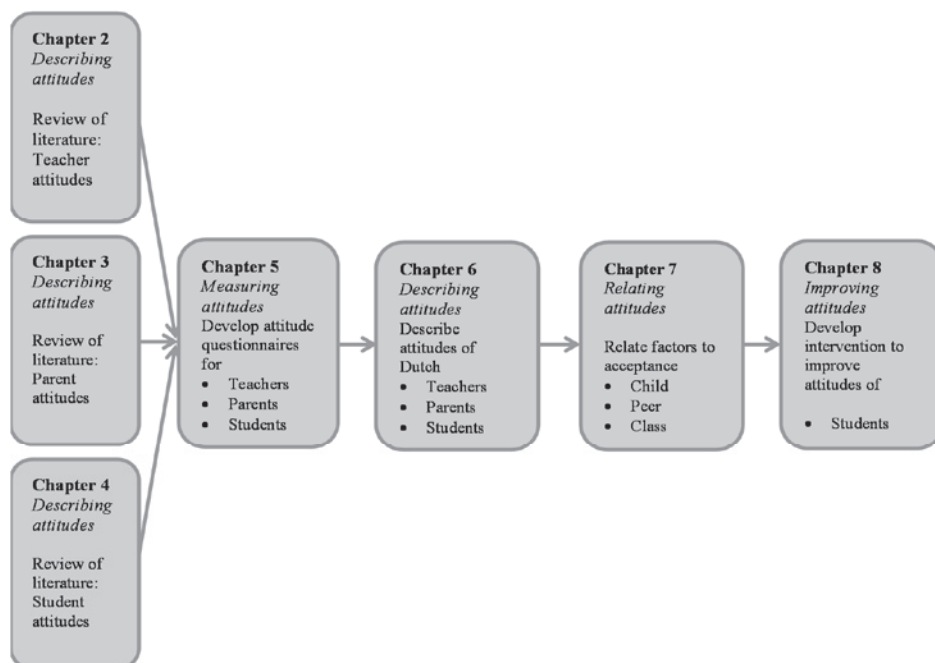 Chapter 2
Describing
attitudes
Review of
literature:
Teacher
attitudes
Chapter 3
Describing
attitudes
Review of
literature:
Parent
attitudes
Chapter 4
Describing
attitudes
Review of
literature:
Student
attitudes
Chapter 5
Measuring
attitudes
Develop attitude
questionnaires
for
• Teachers
• Parents
• Students
Chapter 6
Describing
attitudes
Describe
attitudes of
Dutch
• Teachers
• Parents
• Students
Chapter 7
Relating
attitudes
Relate factors to
acceptance
• Child
• Peer
• Class
Chapter 8
Improving
attitudes
Develop
intervention to
improve
attitudes of
• Students